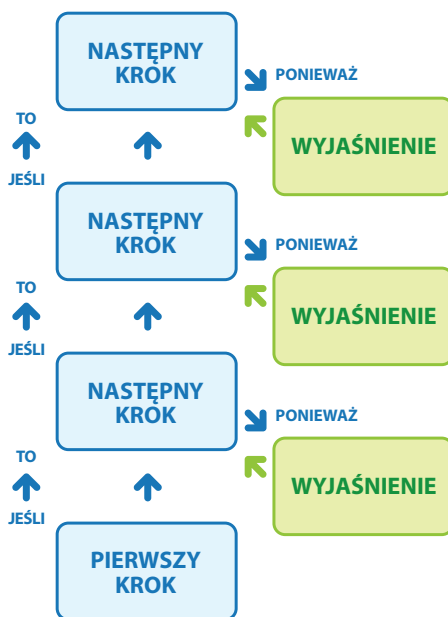 NASTĘPNY
KROK
PONIEWAŻ
WYJAŚNIENIE
TO
JEŚLI
NASTĘPNY
KROK
PONIEWAŻ
WYJAŚNIENIE
TO
JEŚLI
NASTĘPNY
KROK
PONIEWAŻ
WYJAŚNIENIE
TO
JEŚLI
PIERWSZY
KROK